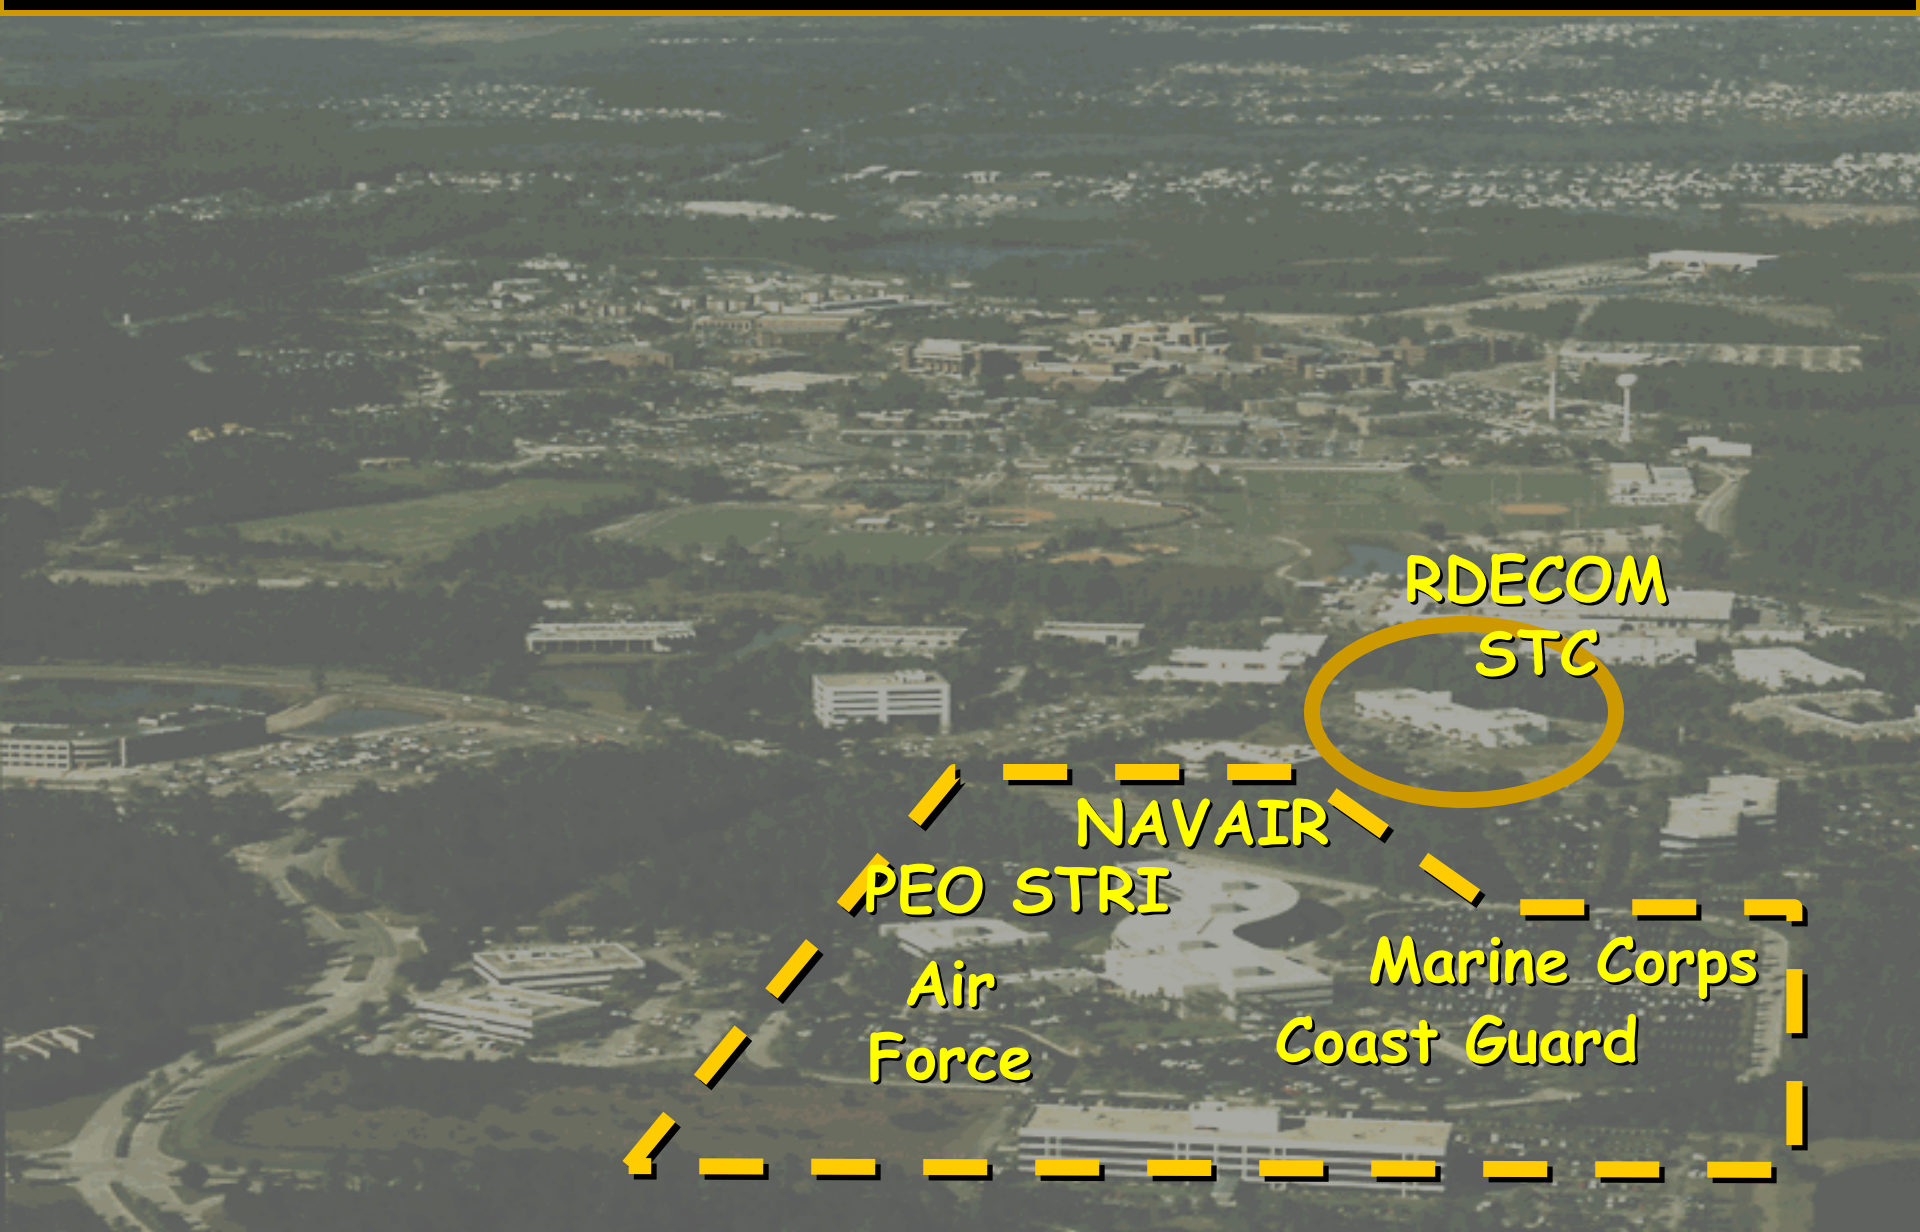 RDECOM
STC
NAVAIR
PEO STRI
Air
Force
Marine Corps
Coast Guard